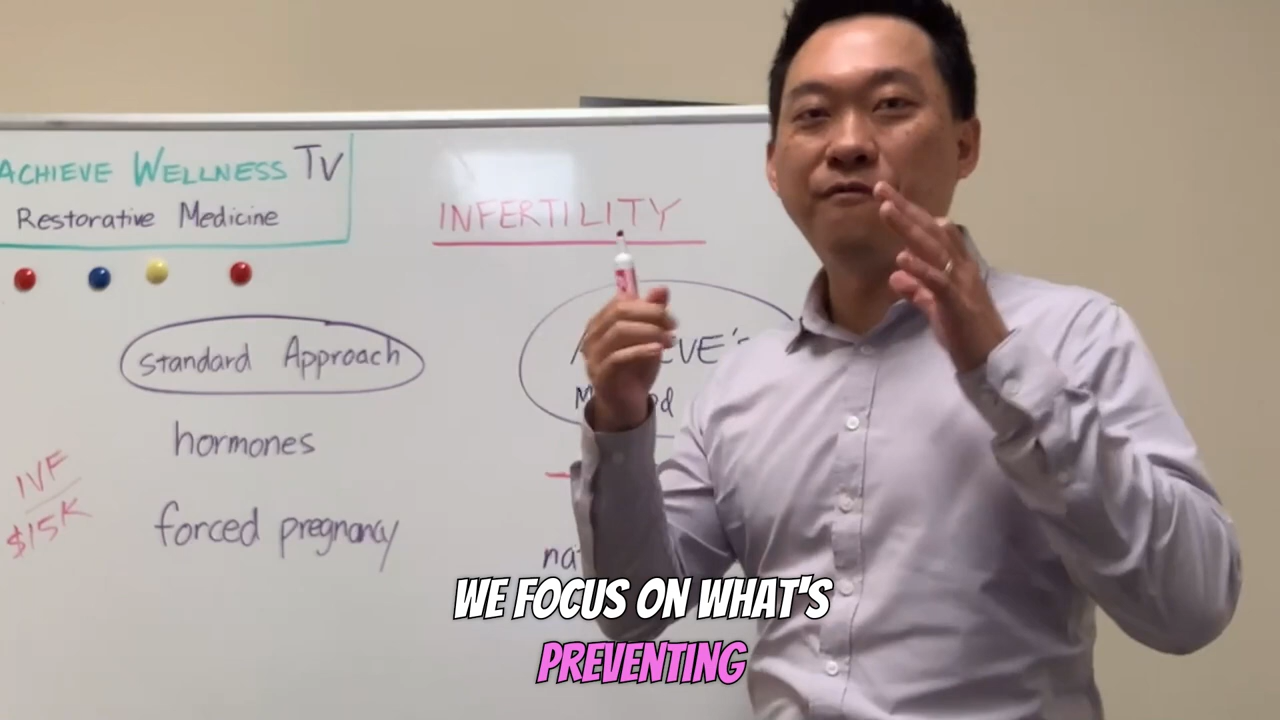 ACHIEVE WELLNESS TV
Restorative Medicine
INFERTILITY
standard Approach
hormones
IVF
$15K
forced pregnancy
WE FOCUS ON WHAT'S
PREVENTING